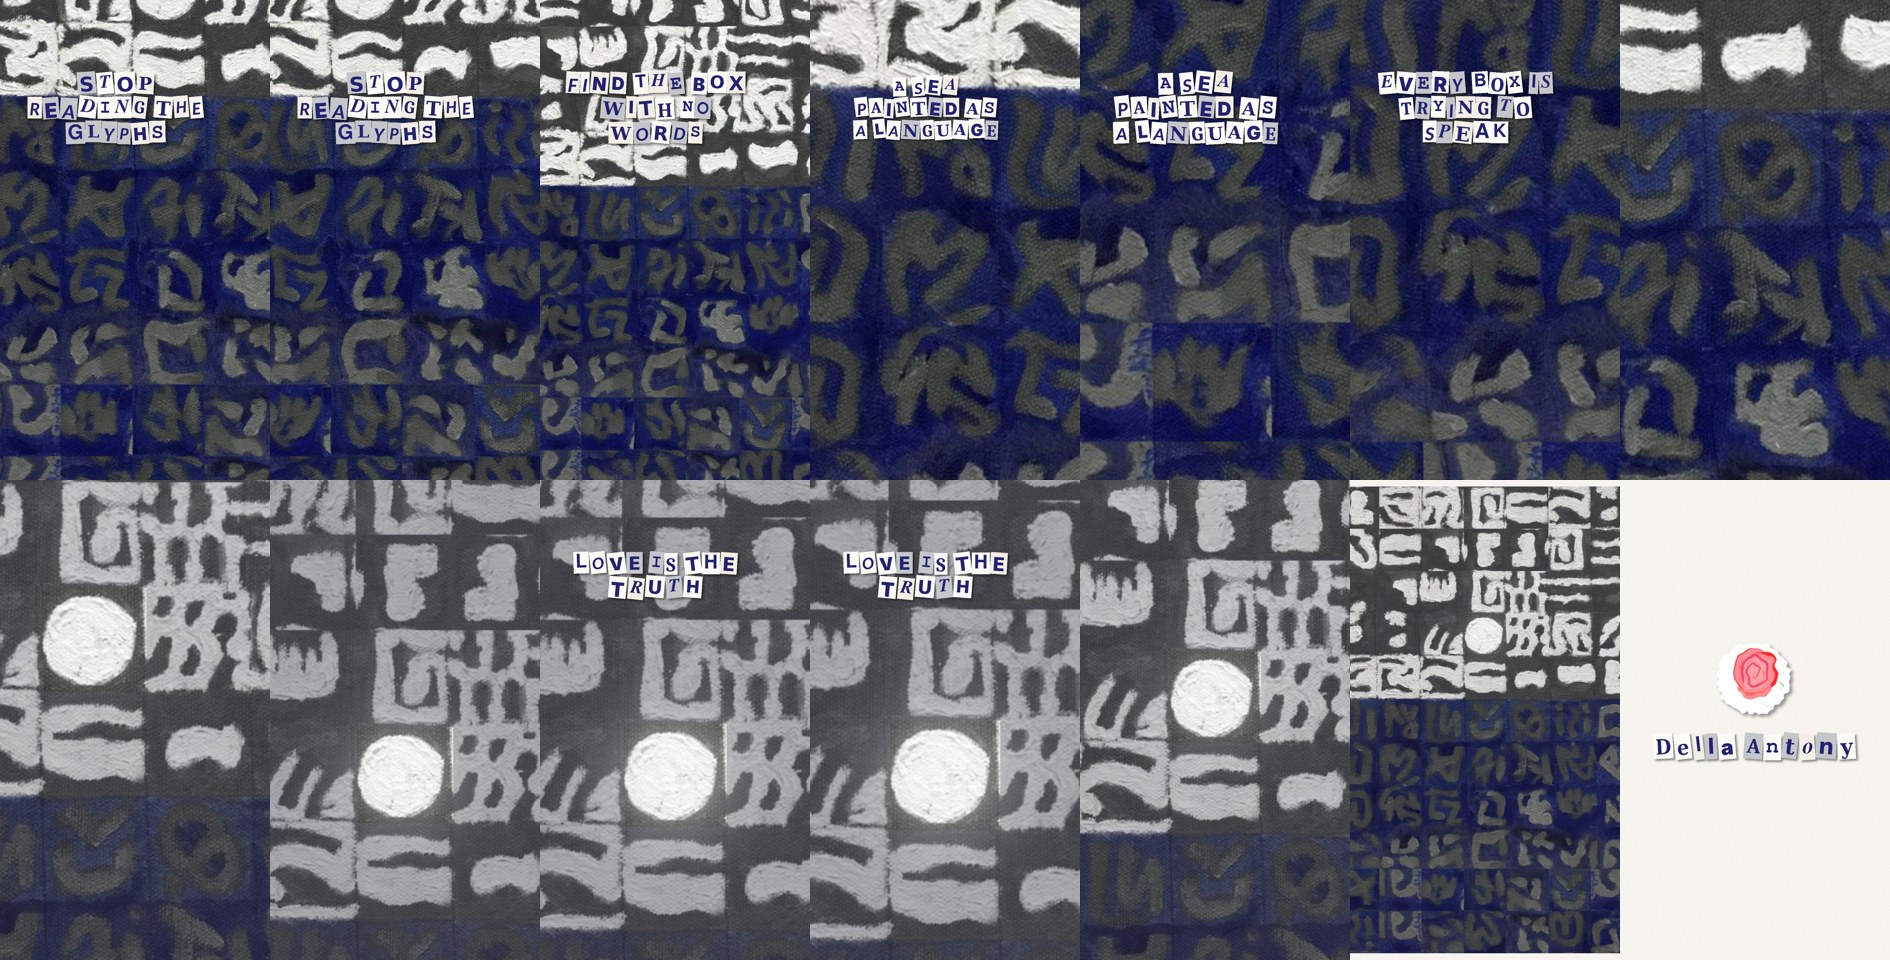 STOP
READING THE
GLYPHS
STOP
READING THE
GLYPHS
FIND THE BOX
WITH NO
WORDS
A SEA
PAINTED AS
A LANGUAGE
A SEA
PAINTED AS
A LANGUAGE
EVERY BOX IS
TRYING TO
SPEAK
LOVE IS THE
TRUTH
LOVE IS THE
TRUTH
Della Antony